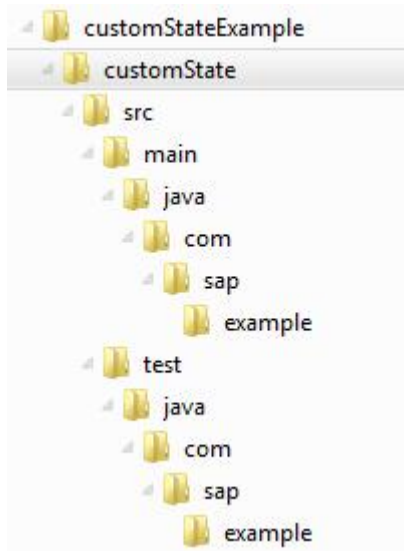 customStateExample
customState
src
main
java
com
sap
example
test
java
com
sap
example